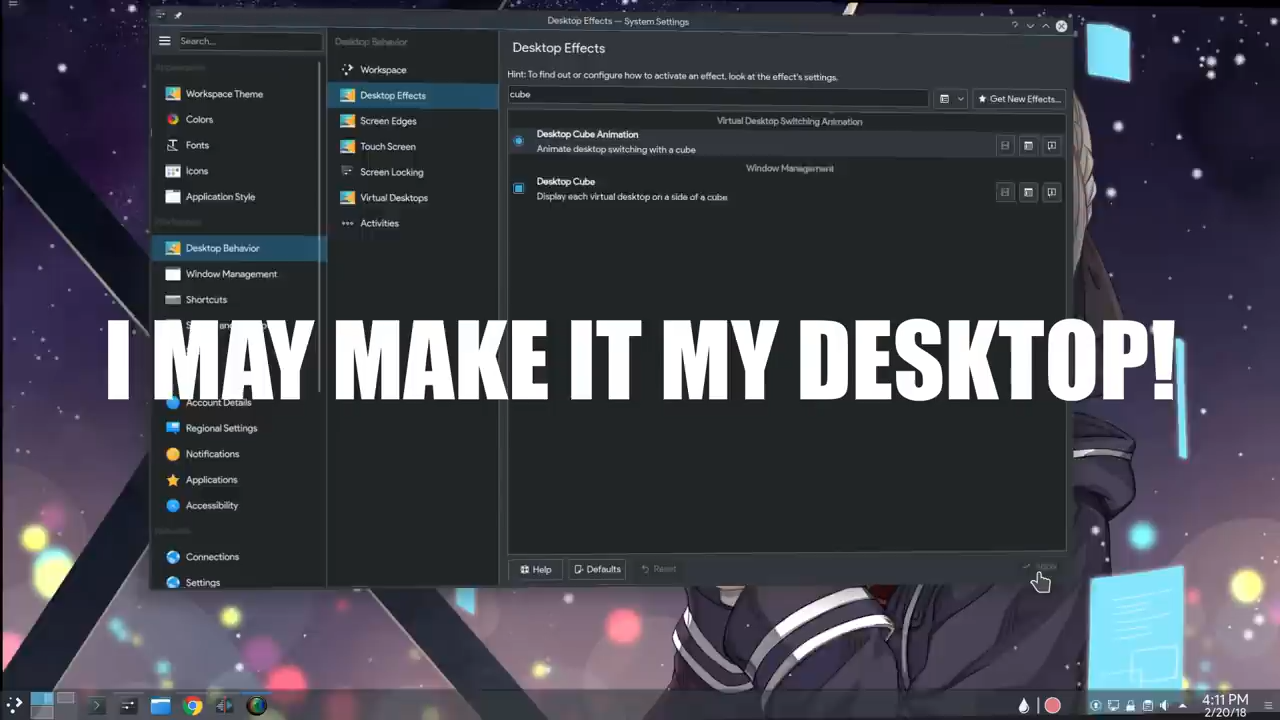 Desktop Effects — System Settings
Search...
Appearance
Workspace Theme
Colors
Fonts
Icons
Application Style
Workspace
Desktop Behavior
Window Management
Shortcuts
Account Details
Regional Settings
Notifications
Applications
Accessibility
Network
Connections
Settings
Desktop Behavior
Workspace
Desktop Effects
Screen Edges
Touch Screen
Screen Locking
Virtual Desktops
Activities
Desktop Effects
Hint: To find out or configure how to activate an effect, look at the effect's settings.
cube
Get New Effects...
Virtual Desktop Switching Animation
Desktop Cube Animation
Animate desktop switching with a cube
Window Management
Desktop Cube
Display each virtual desktop on a side of a cube
I MAY MAKE IT MY DESKTOP!
Help
Defaults
Reset
Apply
4:11 PM
2/20/18